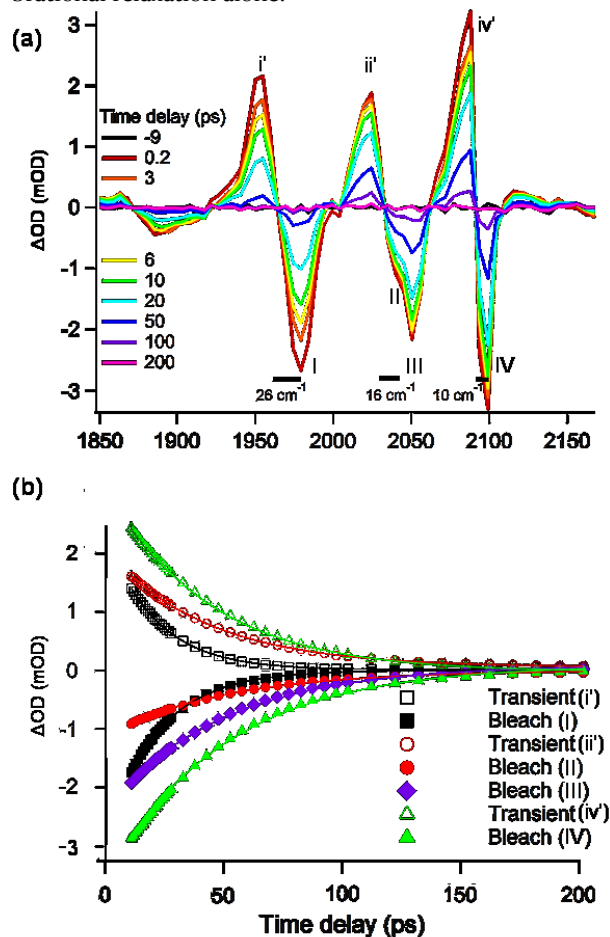 orational relaxation alone.
(a)
3
2
1
0
-1
-2
-3
ΔOD (mOD)
i'
ii'
iv'
Time delay (ps)
-9
0.2
3
6
10
20
50
100
200
I
II
III
IV
26 cm⁻¹
16 cm⁻¹
10 cm⁻¹
1850 1900 1950 2000 2050 2100 2150
(b)
2
1
0
-1
-2
-3
ΔOD (mOD)
Transient (i')
Bleach (I)
Transient (ii')
Bleach (II)
Bleach (III)
Transient (iv')
Bleach (IV)
0 50 100 150 200
Time delay (ps)